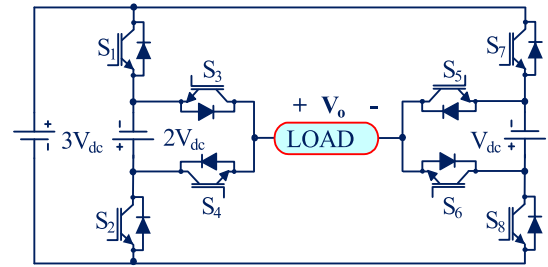 S1
S7
S3
S5
+ Vo -
+
-
3Vdc
-
+
2Vdc
LOAD
Vdc
-
+
S4
S6
S2
S8